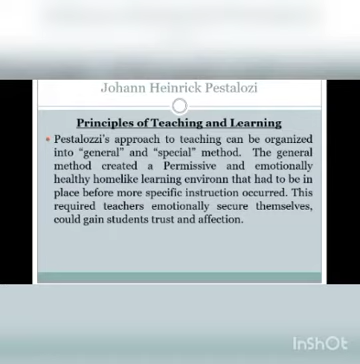 Johann Heinrick Pestalozi
Principles of Teaching and Learning
• Pestalozzi's approach to teaching can be organized
into "general" and "special" method. The general
method created a Permissive and emotionally
healthy homelike learning environn that had to be in
place before more specific instruction occurred. This
required teachers emotionally secure themselves,
could gain students trust and affection.
InShOt